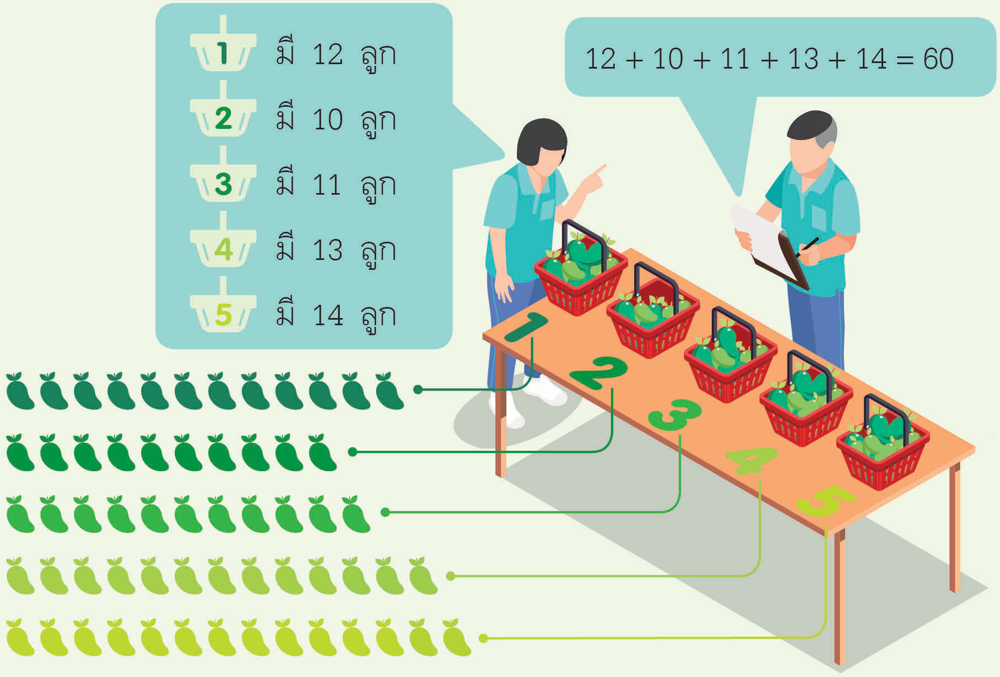 1 มี 12 ลูก
2 มี 10 ลูก
3 มี 11 ลูก
4 มี 13 ลูก
5 มี 14 ลูก
12 + 10 + 11 + 13 + 14 = 60
1
2
3
4
5